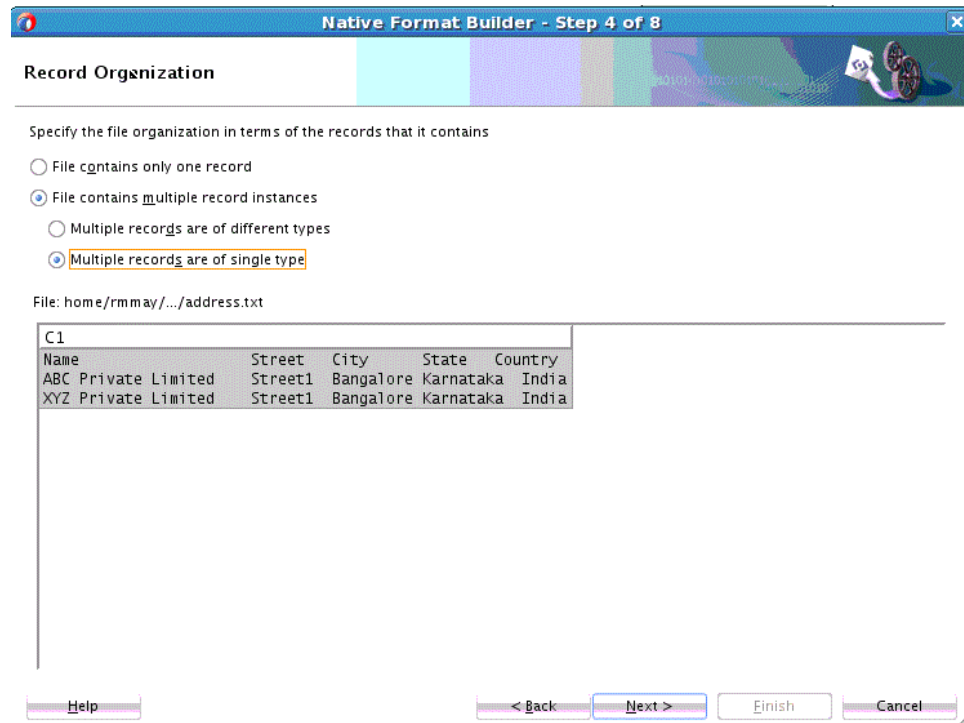 Native Format Builder - Step 4 of 8
Record Organization
Specify the file organization in terms of the records that it contains
File contains only one record
File contains multiple record instances
Multiple records are of different types
Multiple records are of single type
File: home/rmmay/.../address.txt
C1
Name Street City State Country
ABC Private Limited Street1 Bangalore Karnataka India
XYZ Private Limited Street1 Bangalore Karnataka India
Help < Back Next > Finish Cancel